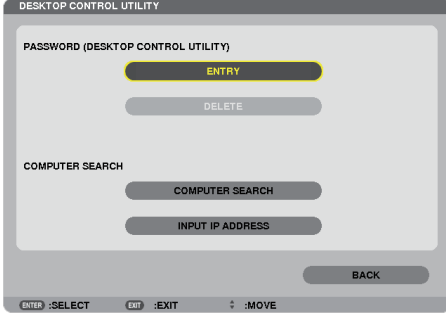 DESKTOP CONTROL UTILITY
PASSWORD (DESKTOP CONTROL UTILITY)
ENTRY
DELETE
COMPUTER SEARCH
COMPUTER SEARCH
INPUT IP ADDRESS
BACK
ENTER :SELECT EXIT :EXIT :MOVE